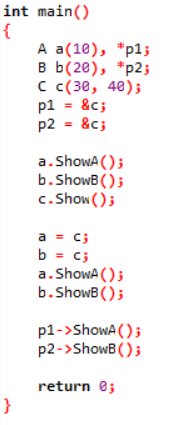 int main()
{
A a(10), *p1;
B b(20), *p2;
C c(30, 40);
p1 = &c;
p2 = &c;
a.ShowA();
b.ShowB();
c.Show();
a = c;
b = c;
a.ShowA();
b.ShowB();
p1->ShowA();
p2->ShowB();
return 0;
}